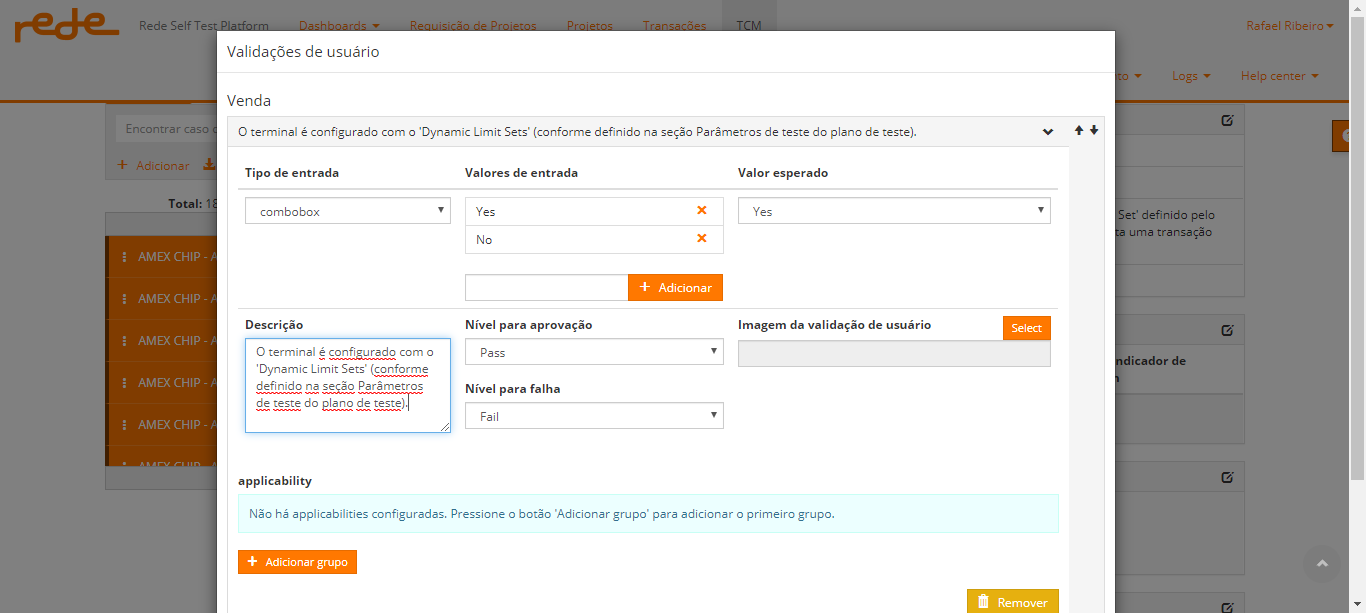 rede
Rede Self Test Platform
Dashboards
Requisição de Projetos
Projetos
Transações
TCM
Rafael Ribeiro
Logs
Help center
Validações de usuário
Venda
O terminal é configurado com o 'Dynamic Limit Sets' (conforme definido na seção Parâmetros de teste do plano de teste).
Encontrar caso
Adicionar
Total: 18
AMEX CHIP - A
AMEX CHIP - A
AMEX CHIP - A
AMEX CHIP - A
AMEX CHIP - A
AMEX CHIP - A
Tipo de entrada
Valores de entrada
Valor esperado
combobox
Yes
No
Yes
Adicionar
Descrição
O terminal é configurado com o
'Dynamic Limit Sets' (conforme
definido na seção Parâmetros
de teste do plano de teste).
Nível para aprovação
Pass
Nível para falha
Fail
Imagem da validação de usuário
Select
applicability
Não há applicabilities configuradas. Pressione o botão 'Adicionar grupo' para adicionar o primeiro grupo.
Adicionar grupo
Remover
Set' definido pelo
ta uma transação
ndicador de